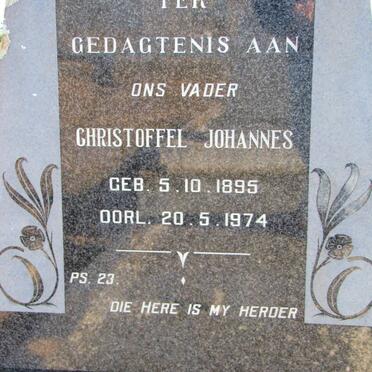 TER
GEDAGTENIS AAN
ONS VADER
CHRISTOFFEL JOHANNES
GEB. 5.10.1895
OORL. 20.5.1974
PS. 23.
DIE HERE IS MY HERDER